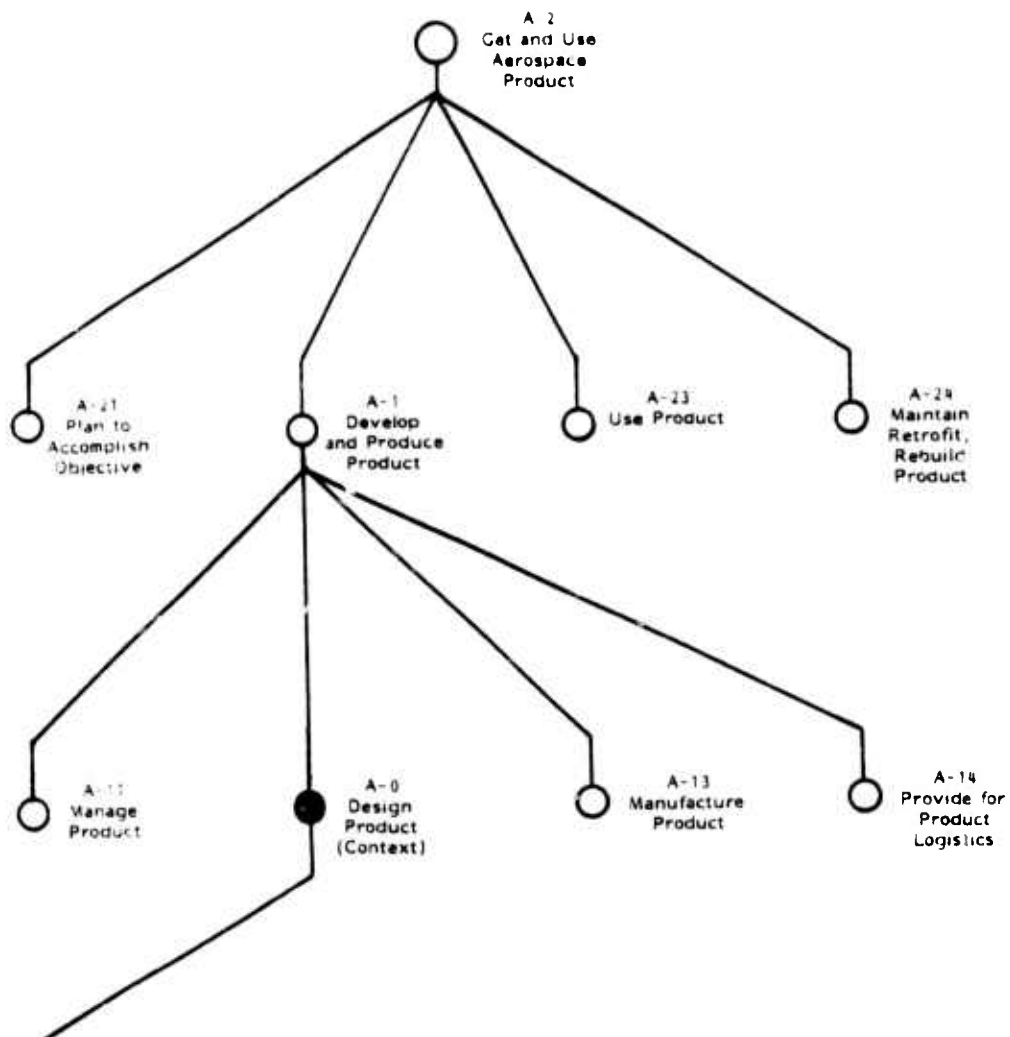 A-2
Get and Use
Aerospace
Product
A-21
Plan to
Accomplish
Objective
A-1
Develop
and Produce
Product
A-23
Use Product
A-24
Maintain
Retrofit,
Rebuild
Product
A-11
Manage
Product
A-0
Design
Product
(Context)
A-13
Manufacture
Product
A-14
Provide for
Product
Logistics